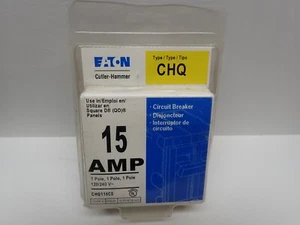 EATON
Cutler-Hammer
Type / Type / Tipo
CHQ
Use in/Emploi en/
Utilizar en
Square D® (QO)®
Panels
15
AMP
1 Pole, 1 Pole, 1 Polo
120/240 V~
Circuit Breaker
Disjoncteur
Interruptor de
circuito